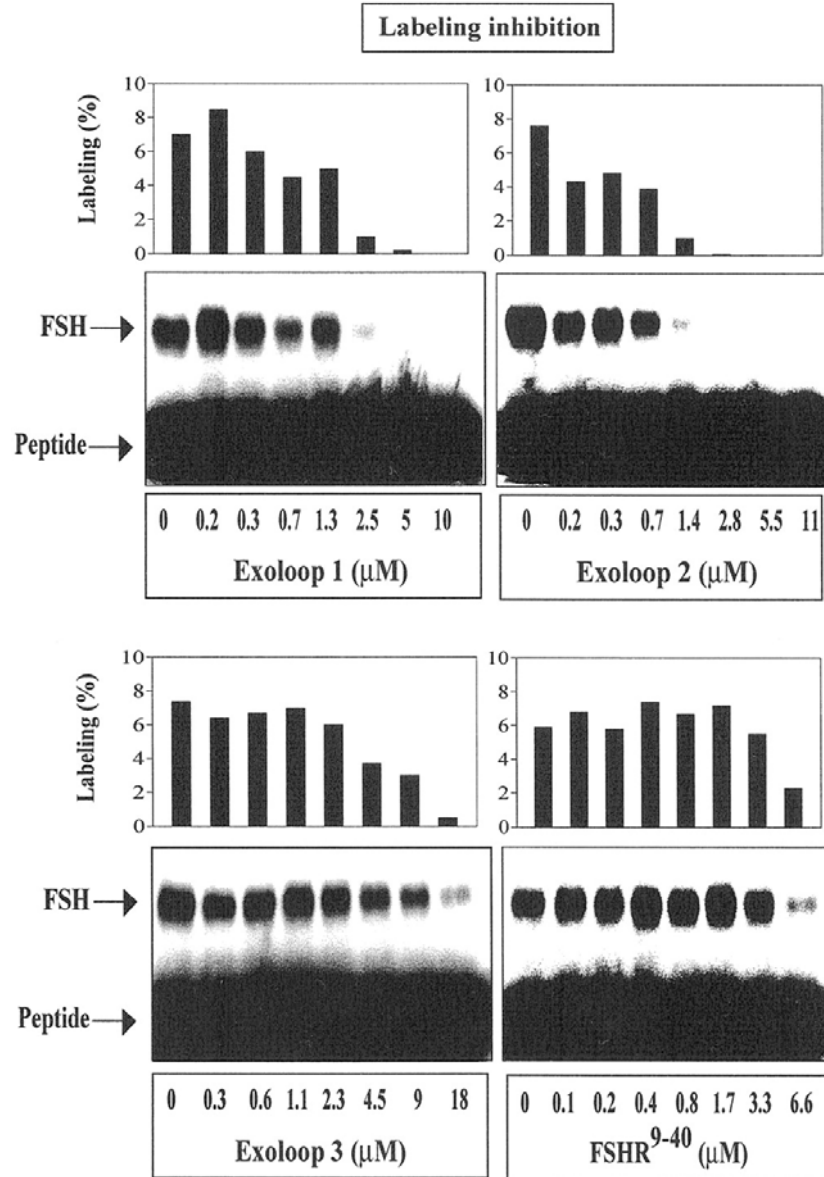 Labeling inhibition
10
8
6
4
2
0
Labeling (%)
10
8
6
4
2
0
FSH
Peptide
0 0.2 0.3 0.7 1.3 2.5 5 10
Exoloop 1 (μM)
0 0.2 0.3 0.7 1.4 2.8 5.5 11
Exoloop 2 (μM)
10
8
6
4
2
0
Labeling (%)
10
8
6
4
2
0
FSH
Peptide
0 0.3 0.6 1.1 2.3 4.5 9 18
Exoloop 3 (μM)
0 0.1 0.2 0.4 0.8 1.7 3.3 6.6
FSHR⁹⁻⁴⁰ (μM)